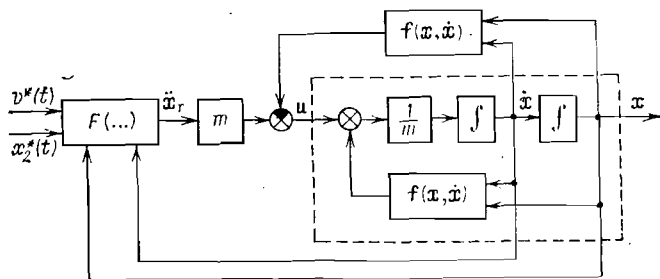 f(x,ẋ)
v*(t)
F(...)
ẍr
m
u
1/m
∫
ẋ
∫
x
x₂*(t)
f(x,ẋ)